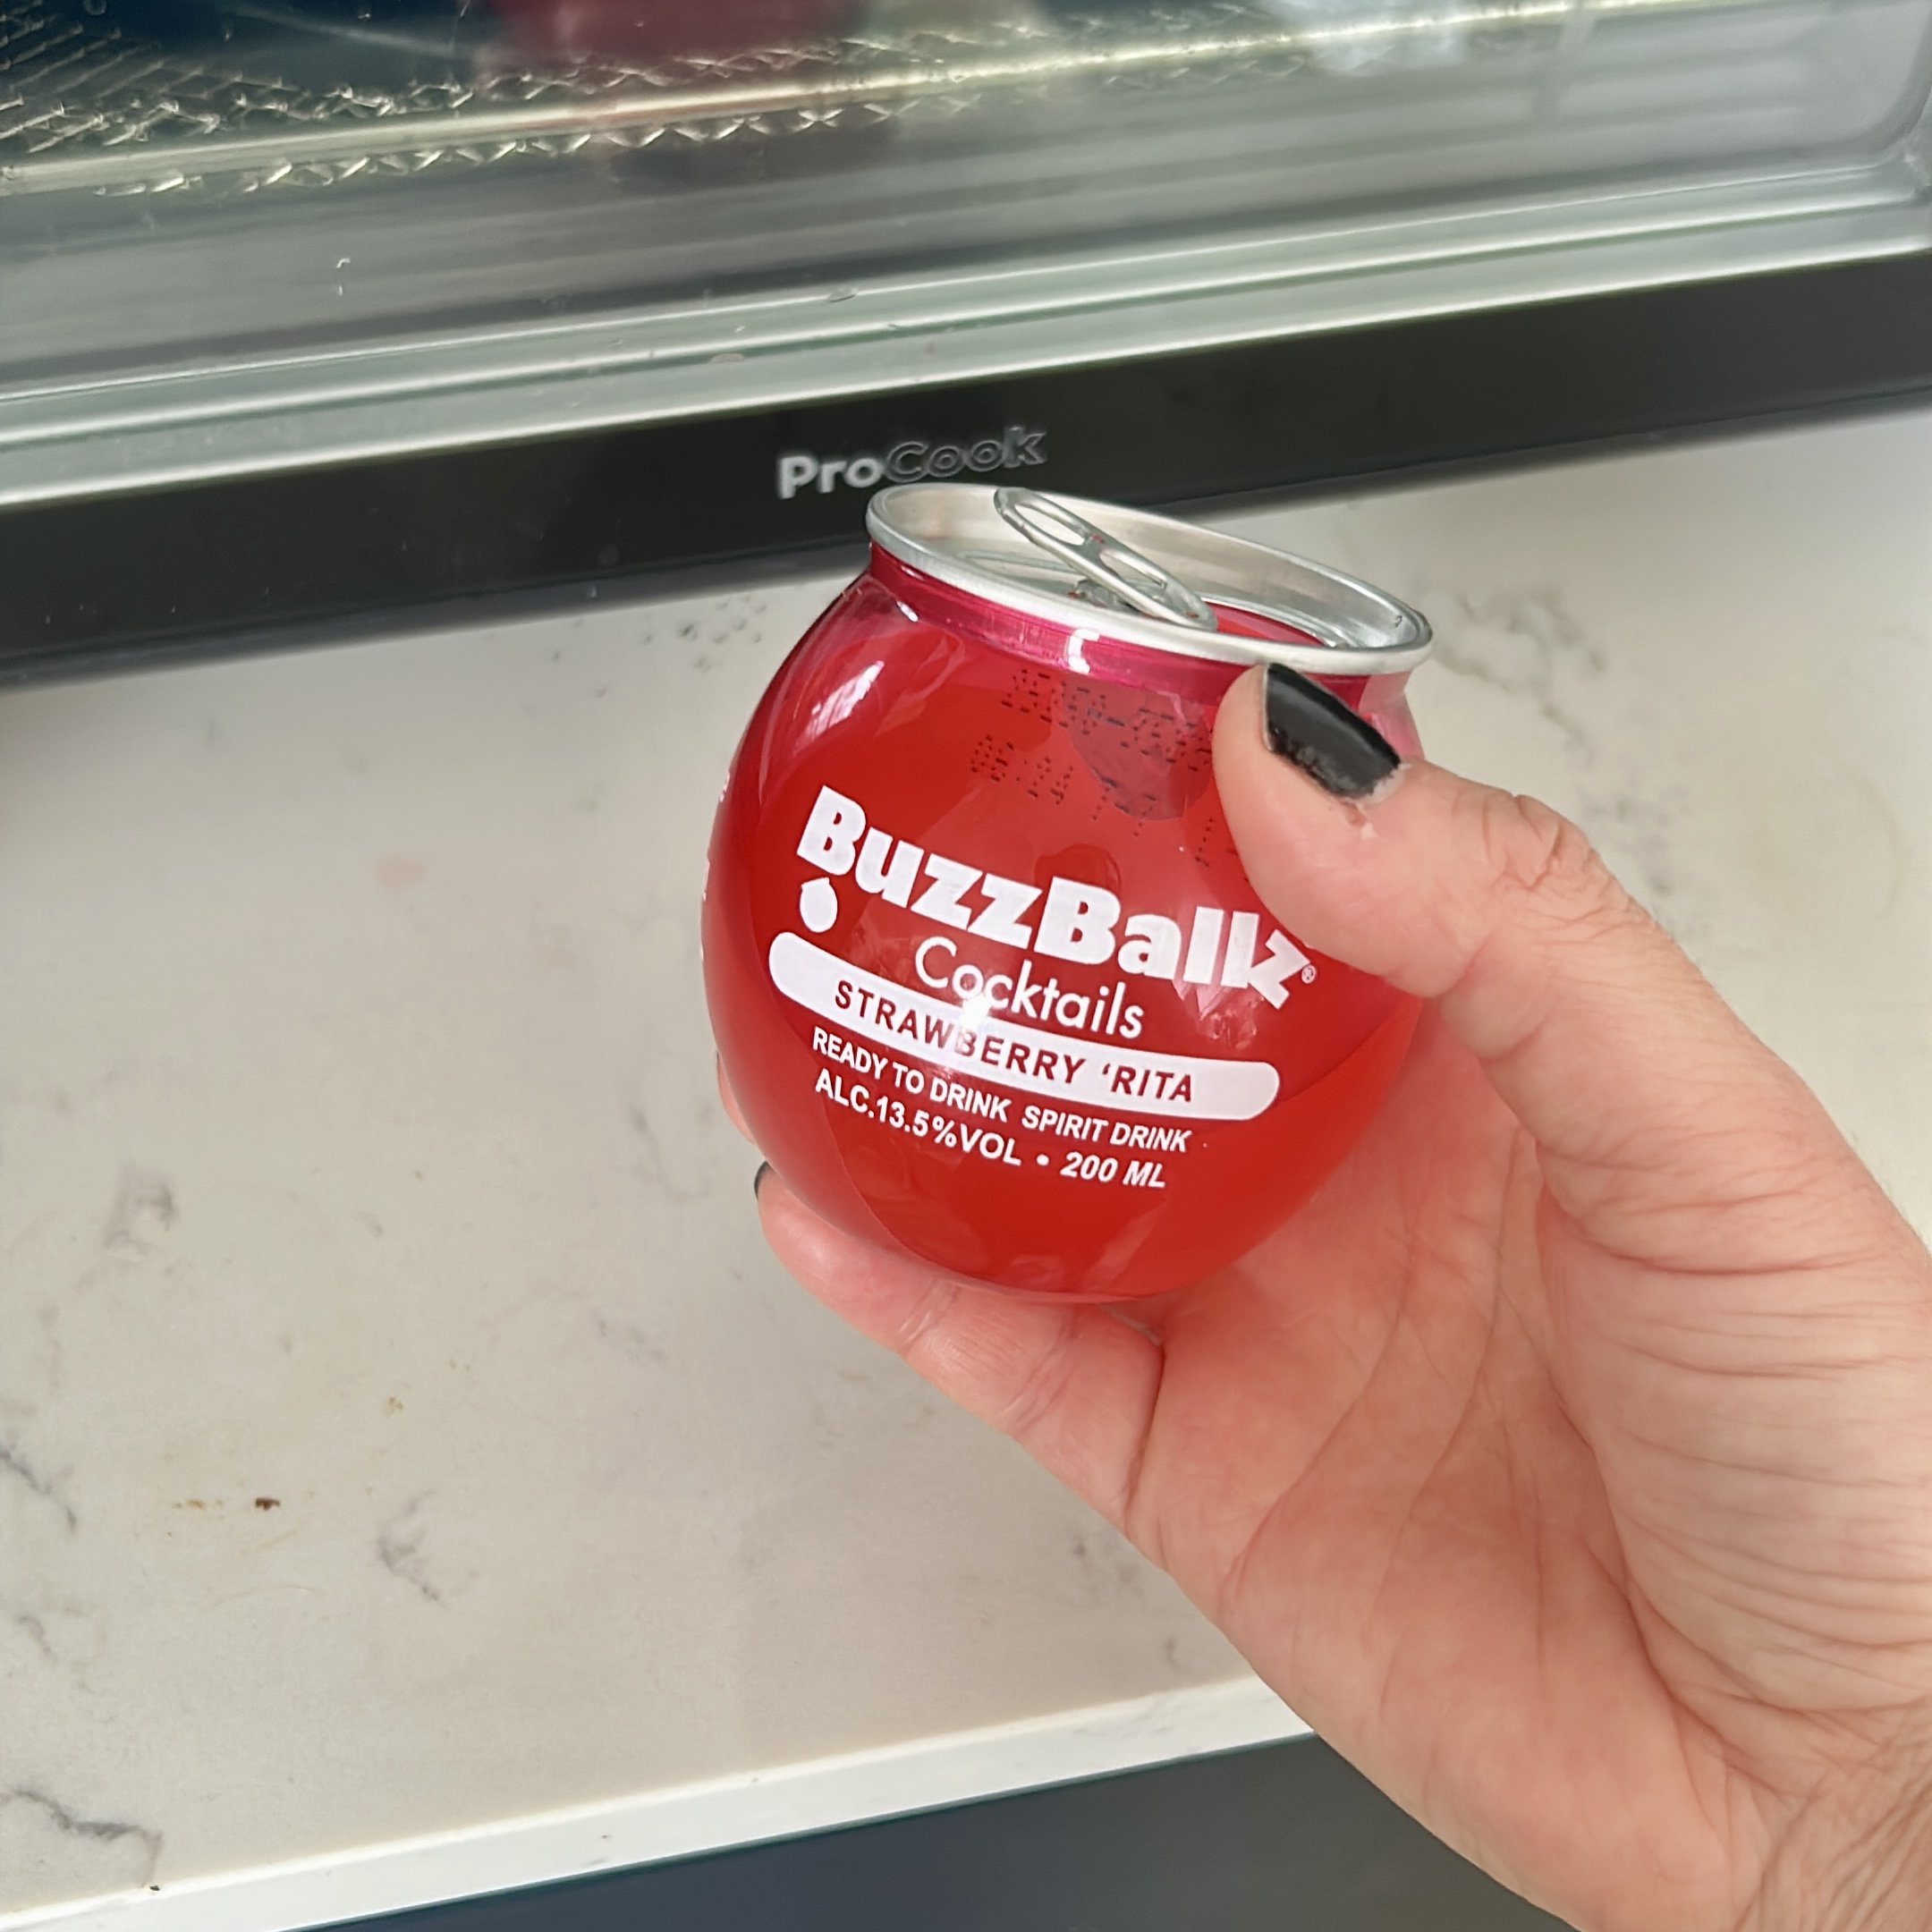 ProCook
BuzzBallz®
Cocktails
STRAWBERRY ‘RITA
READY TO DRINK SPIRIT DRINK
ALC.13.5%VOL • 200 ML